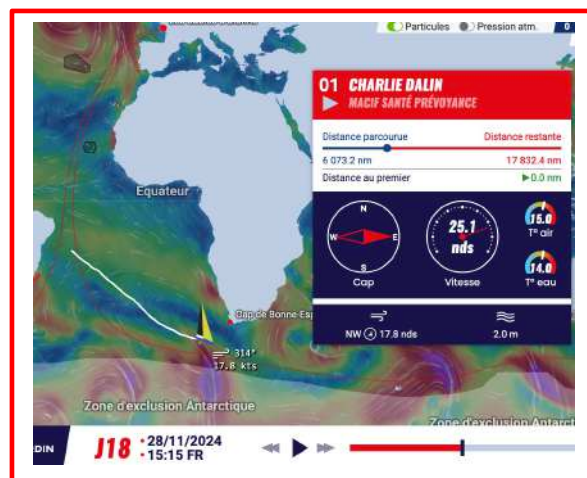 Particules Pression atm. 0
01 CHARLIE DALIN
MACIF SANTÉ PRÉVOYANCE
Distance parcourue Distance restante
6 073.2 nm 17 832.4 nm
Distance au premier 0.0 nm
Equateur
N
W E
S
Cap
25.1
nds
Vitesse
15.0
T° air
14.0
T° eau
Cap de Bonne-Esp
314°
17.8 kts
NW 17.8 nds 2.0 m
Zone d'exclusion Antarctique
Zone d'exclusion Antarct
DIN J18 28/11/2024
15:15 FR